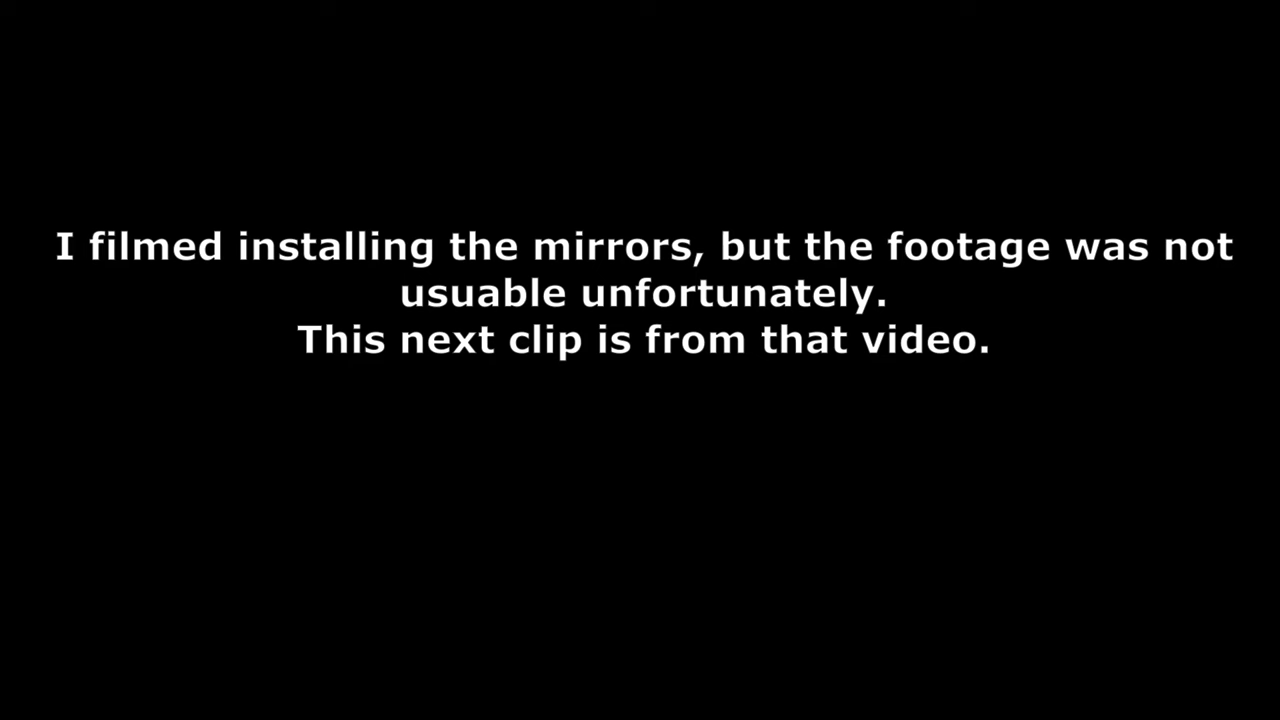 I filmed installing the mirrors, but the footage was not
usuable unfortunately.
This next clip is from that video.